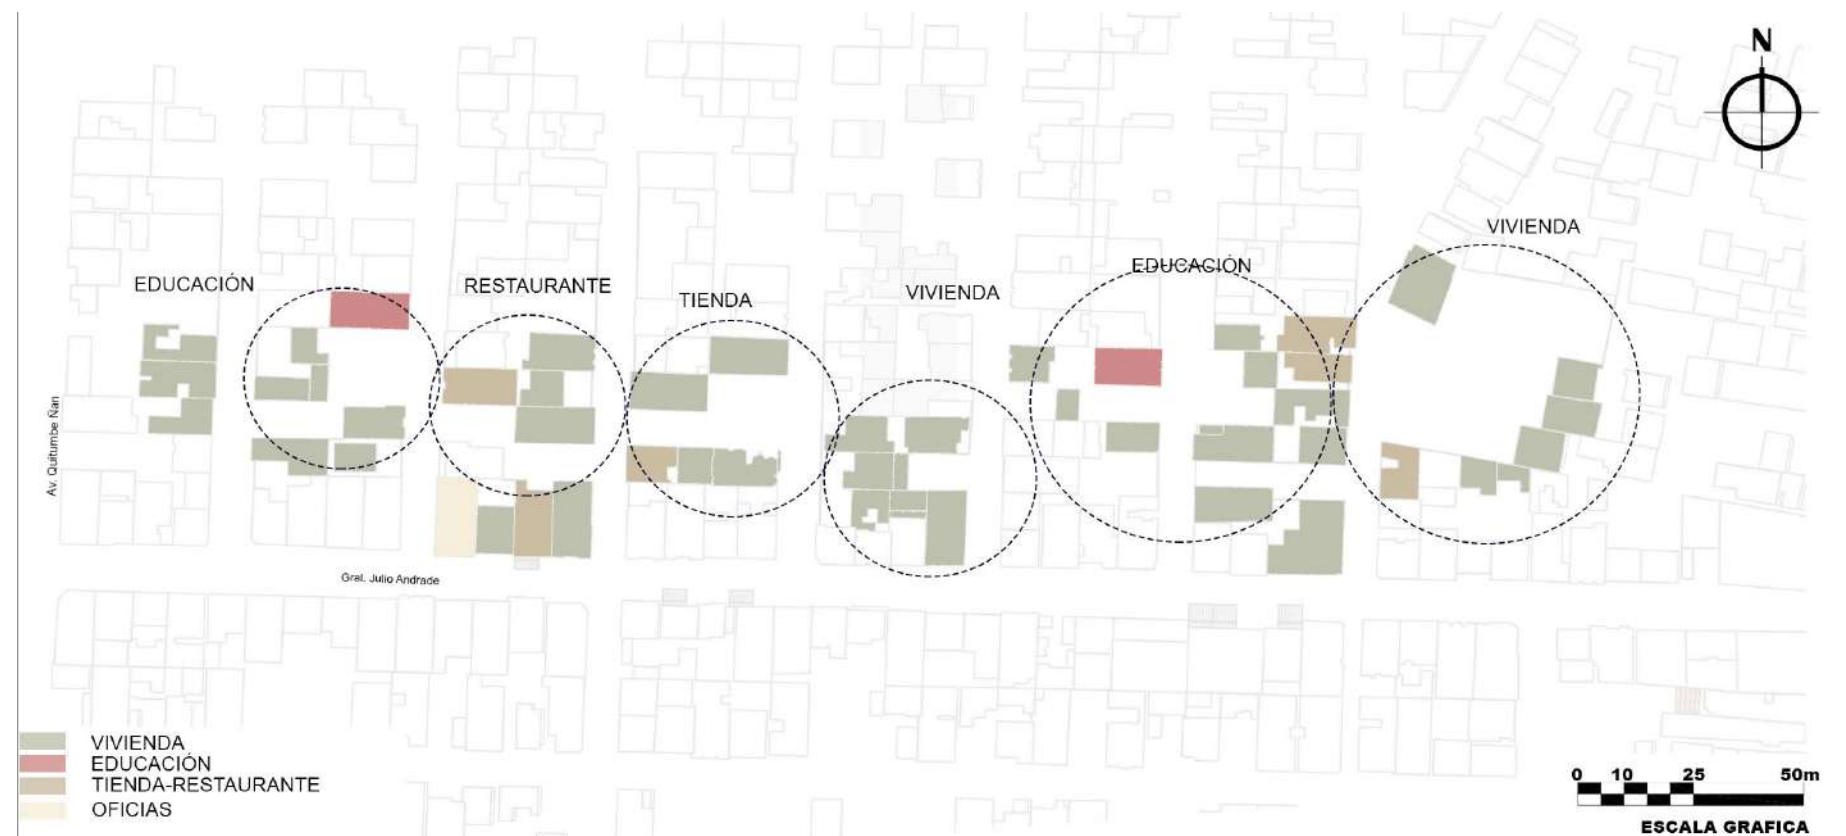 N
VIVIENDA
EDUCACIÓN
EDUCACIÓN
RESTAURANTE
TIENDA
VIVIENDA
Av. Quitumbe Ñan
Gral. Julio Andrade
VIVIENDA
EDUCACIÓN
TIENDA-RESTAURANTE
OFICIAS
0 10 25 50m
ESCALA GRAFICA